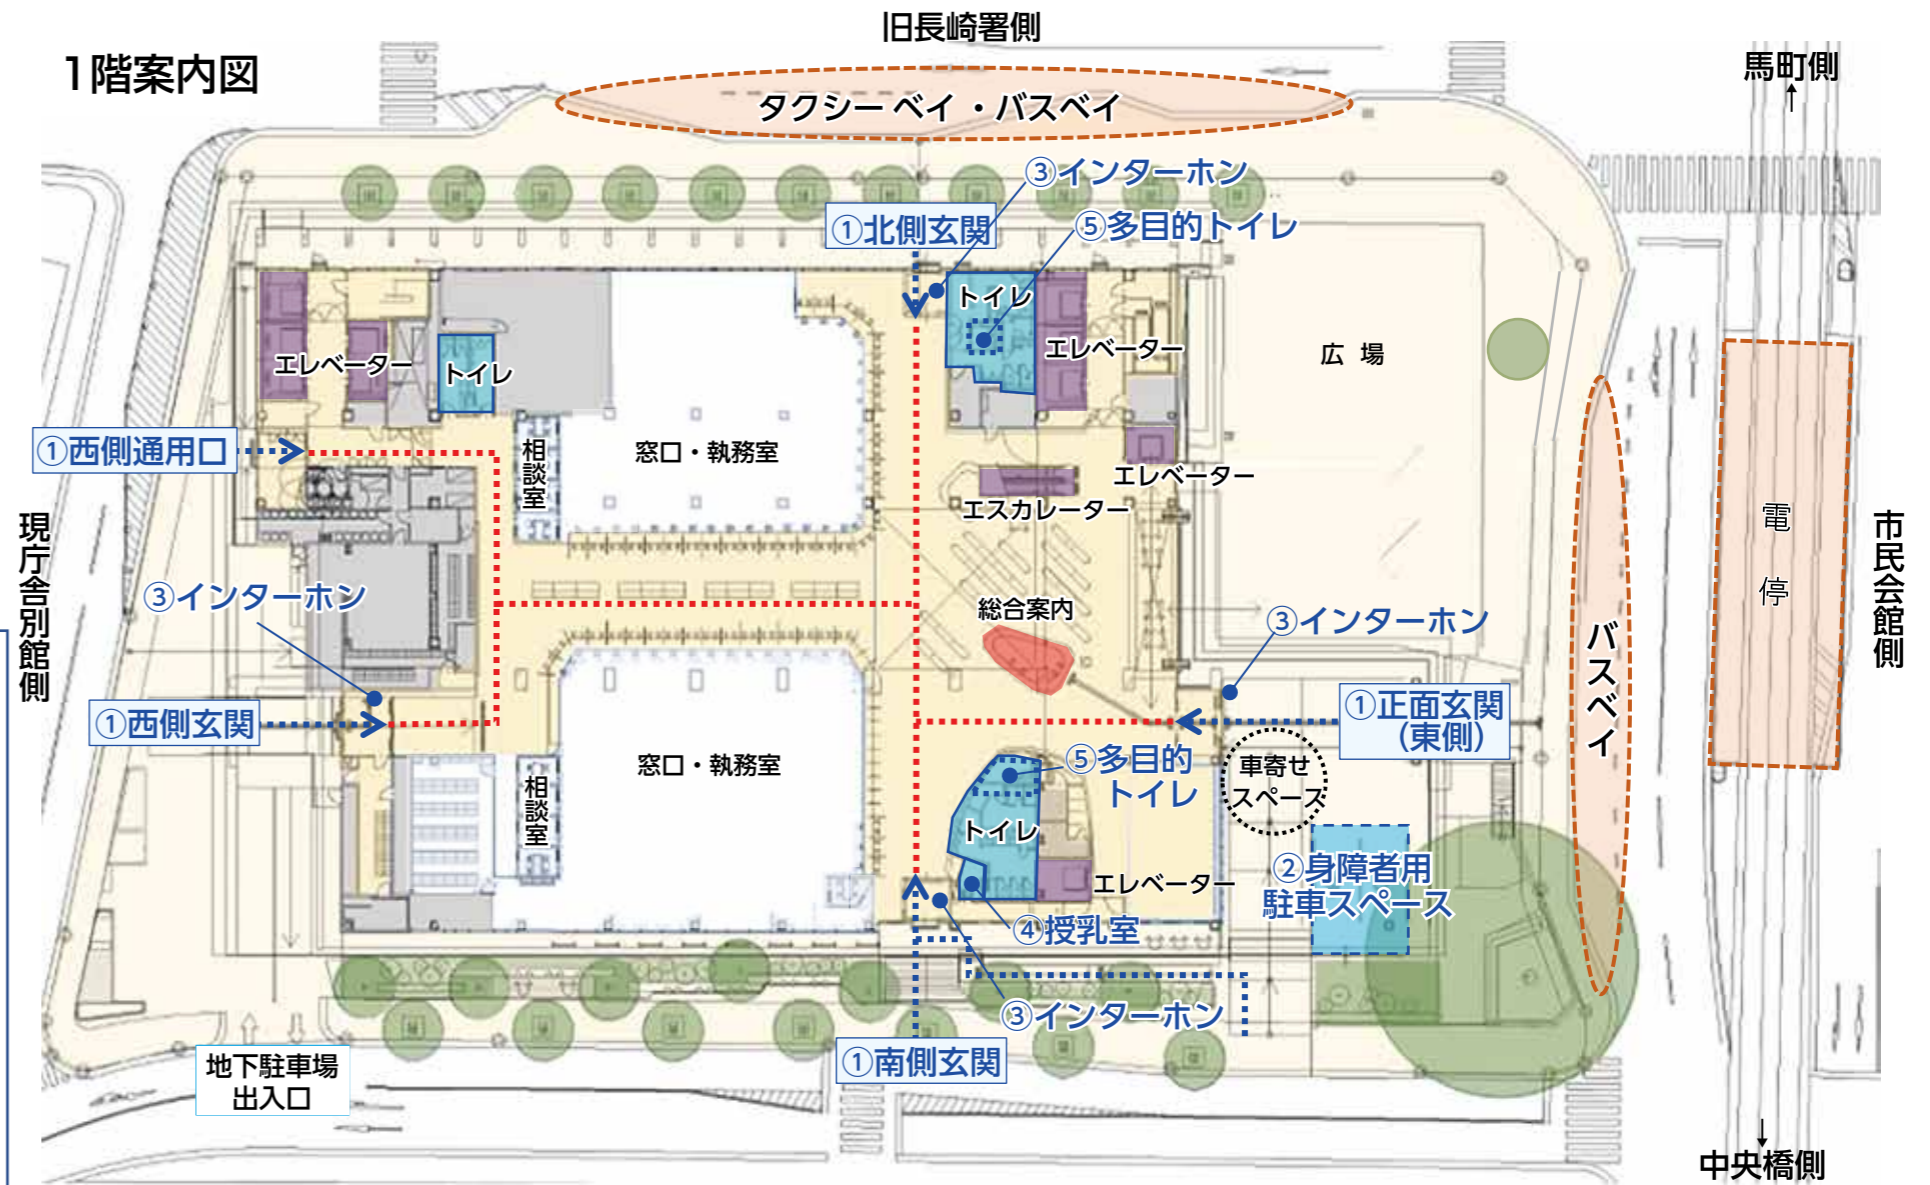 旧長崎署側
1階案内図
馬町側
↑
タクシーベイ・バスベイ
③インターホン
①北側玄関
⑤多目的トイレ
トイレ
エレベーター
エレベーター
トイレ
広 場
①西側通用口
相談室
窓口・執務室
エレベーター
エスカレーター
電停
現庁舎別館側
市民会館側
③インターホン
総合案内
③インターホン
バスベイ
①西側玄関
①正面玄関
(東側)
相談室
窓口・執務室
⑤多目的
トイレ
車寄せ
スペース
トイレ
②身障者用
駐車スペース
エレベーター
④授乳室
③インターホン
①南側玄関
地下駐車場
出入口
↓
中央橋側